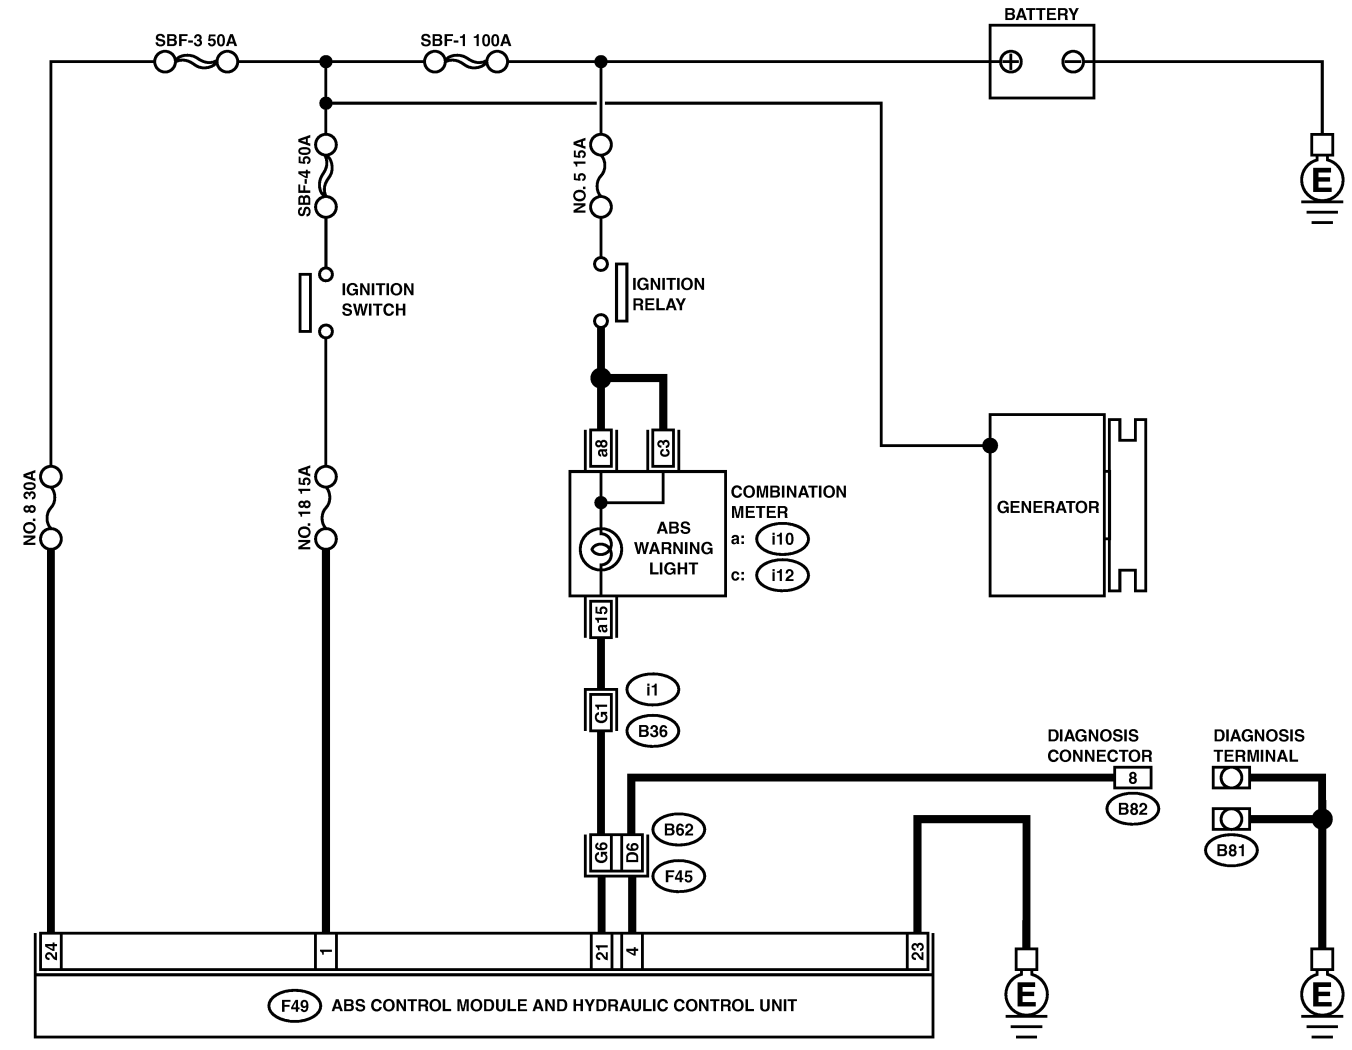 BATTERY
SBF-3 50A
SBF-1 100A
E
SBF-4 50A
NO. 5 15A
IGNITION
SWITCH
IGNITION
RELAY
NO. 8 30A
NO. 18 15A
a8
c3
COMBINATION
METER
a: i10
c: i12
ABS
WARNING
LIGHT
GENERATOR
a15
i1
G1
B36
DIAGNOSIS
CONNECTOR
8
B82
DIAGNOSIS
TERMINAL
B81
B62
G6
D6
F45
24
1
21
4
23
E
E
F49 ABS CONTROL MODULE AND HYDRAULIC CONTROL UNIT